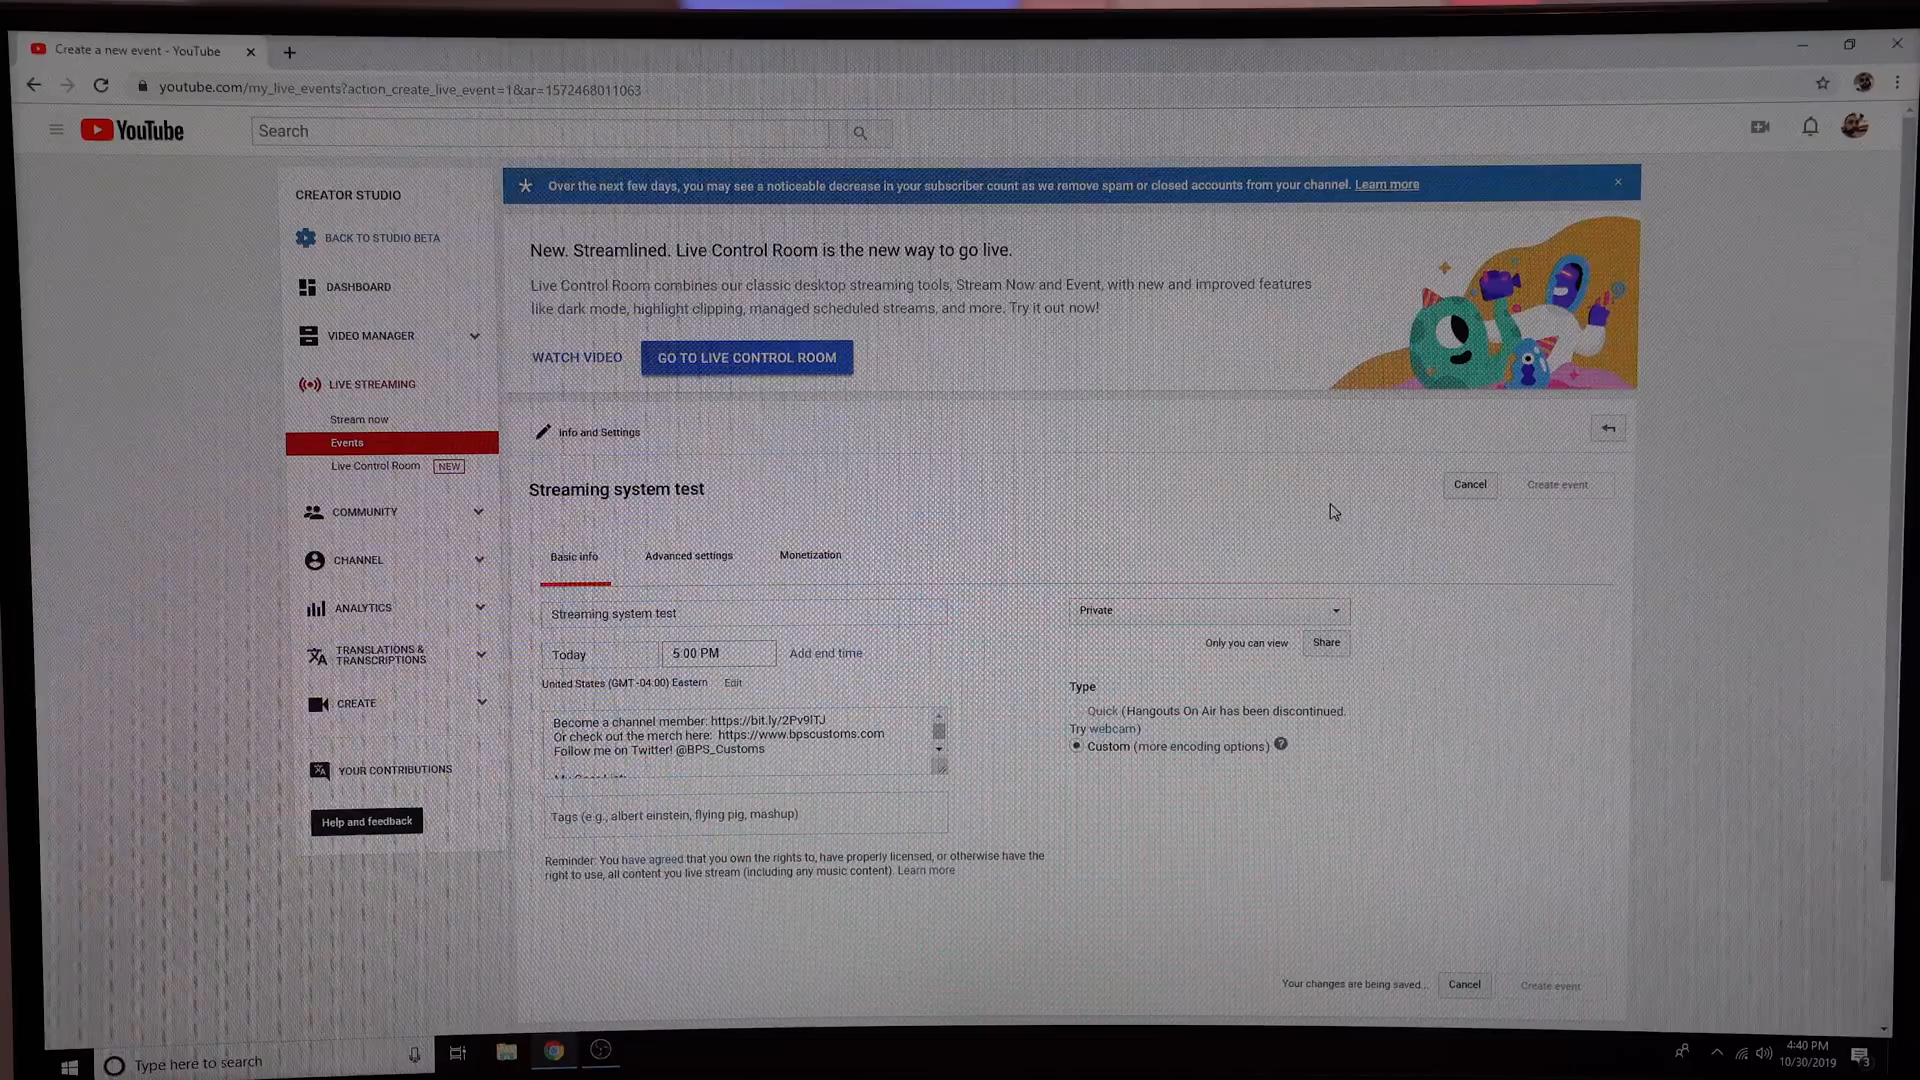 Create a new event - YouTube
youtube.com/my_live_events?action_create_live_event=1&ar=1572468011063
YouTube
Search
CREATOR STUDIO
BACK TO STUDIO BETA
DASHBOARD
VIDEO MANAGER
LIVE STREAMING
Stream now
Events
Live Control Room NEW
COMMUNITY
CHANNEL
ANALYTICS
TRANSLATIONS &
TRANSCRIPTIONS
CREATE
YOUR CONTRIBUTIONS
Help and feedback
Over the next few days, you may see a noticeable decrease in your subscriber count as we remove spam or closed accounts from your channel. Learn more
New. Streamlined. Live Control Room is the new way to go live.
Live Control Room combines our classic desktop streaming tools, Stream Now and Event, with new and improved features
like dark mode, highlight clipping, managed scheduled streams, and more. Try it out now!
WATCH VIDEO GO TO LIVE CONTROL ROOM
Info and Settings
Streaming system test
Cancel Create event
Basic info Advanced settings Monetization
Streaming system test
Today 5:00 PM Add end time
United States (GMT -04:00) Eastern Edit
Become a channel member: https://bit.ly/2Pv9lTJ
Or check out the merch here: https://www.bpscustoms.com
Follow me on Twitter! @BPS_Customs
Tags (e.g., albert einstein, flying pig, mashup)
Reminder: You have agreed that you own the rights to, have properly licensed, or otherwise have the
right to use, all content you live stream (including any music content). Learn more
Private
Only you can view Share
Type
Quick (Hangouts On Air has been discontinued.
Try webcam)
Custom (more encoding options) ?
Your changes are being saved... Cancel Create event
Type here to search
4:40 PM
10/30/2019
3